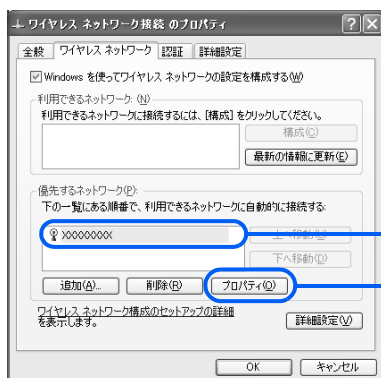 ワイヤレス ネットワーク接続 のプロパティ
全般 ワイヤレス ネットワーク 認証 詳細設定
Windows を使ってワイヤレス ネットワークの設定を構成する(W)
利用できるネットワーク: (N)
利用できるネットワークに接続するには、[構成] をクリックしてください。
構成(C)
最新の情報に更新(E)
優先するネットワーク(P):
下の一覧にある順番で、利用できるネットワークに自動的に接続する:
XXXXXXXX
上へ移動(U)
下へ移動(D)
追加(A)... 削除(R) プロパティ(O)
ワイヤレス ネットワーク構成のセットアップの詳細
を表示します。
詳細設定(V)
OK キャンセル